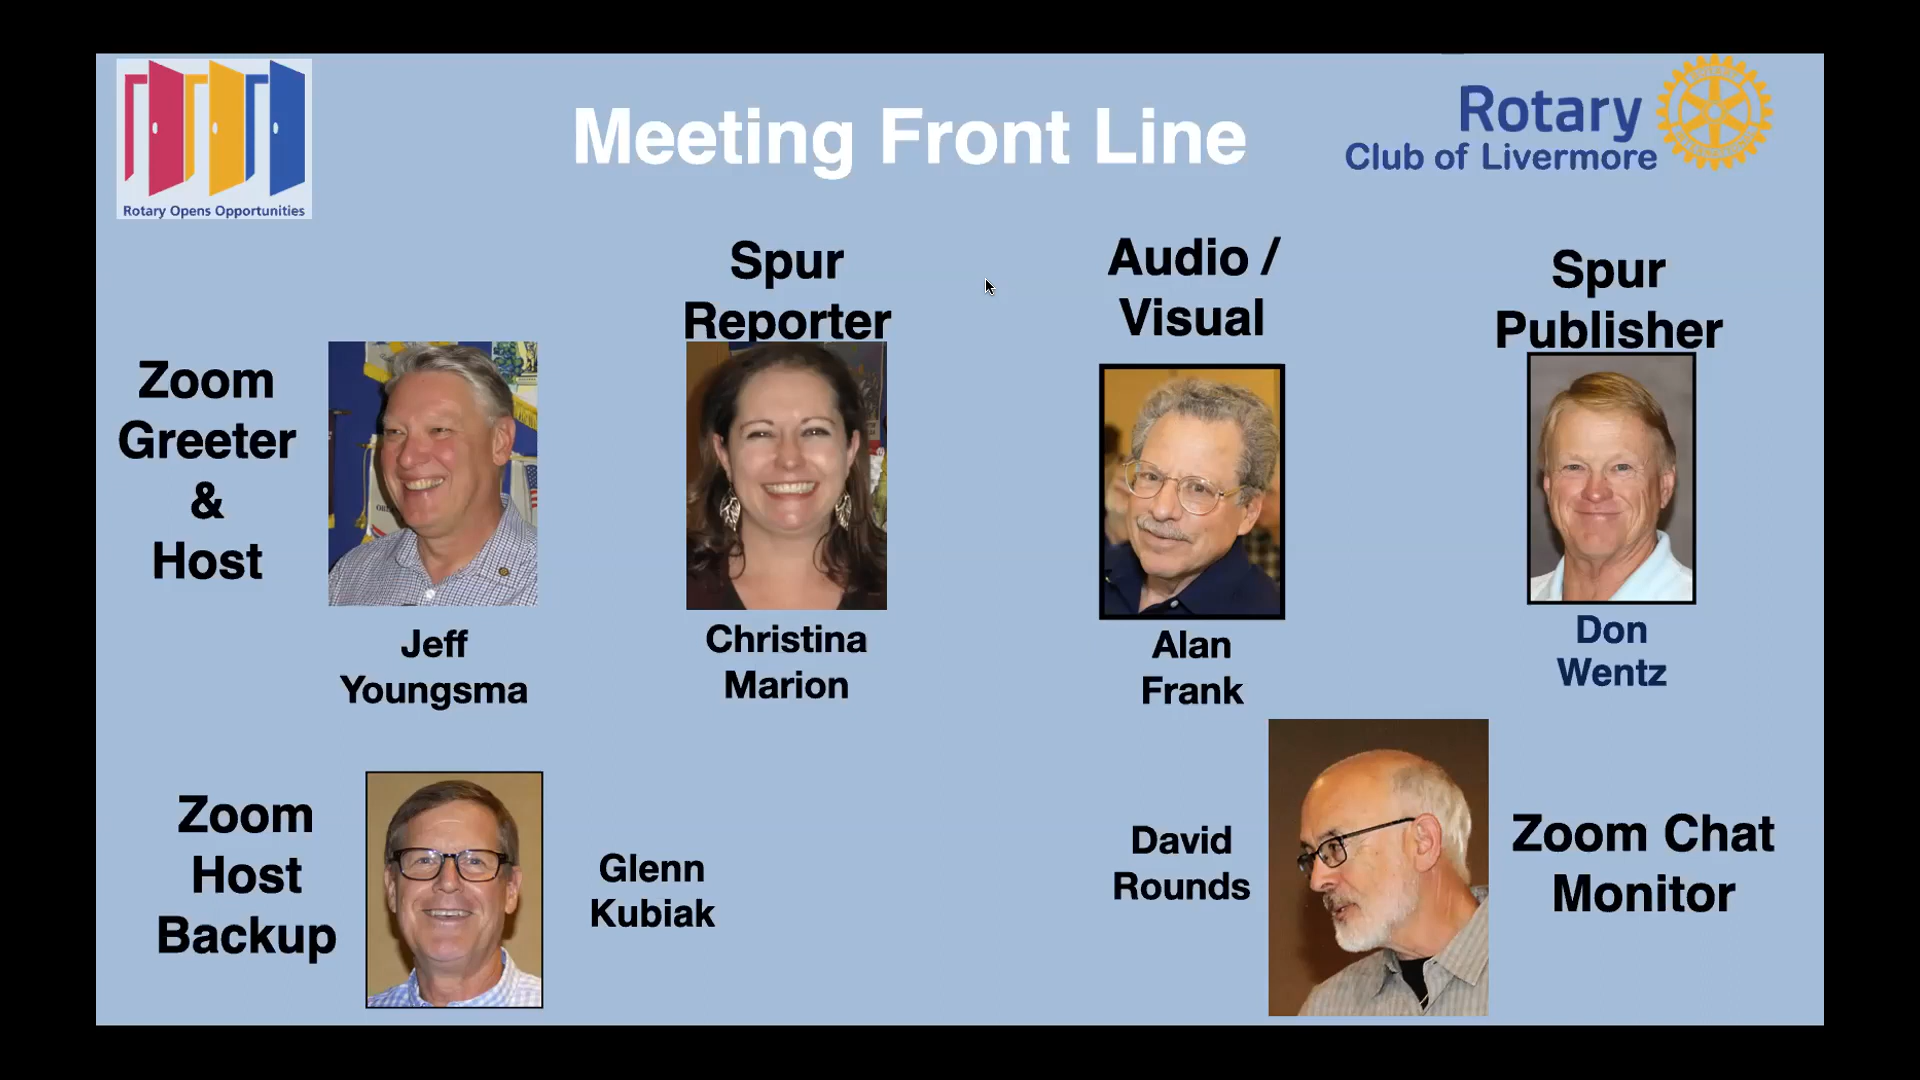 Rotary Opens Opportunities
Meeting Front Line
Rotary
Club of Livermore
Zoom
Greeter
&
Host
Jeff
Youngsma
Spur
Reporter
Christina
Marion
Audio /
Visual
Alan
Frank
Spur
Publisher
Don
Wentz
Zoom
Host
Backup
Glenn
Kubiak
David
Rounds
Zoom Chat
Monitor